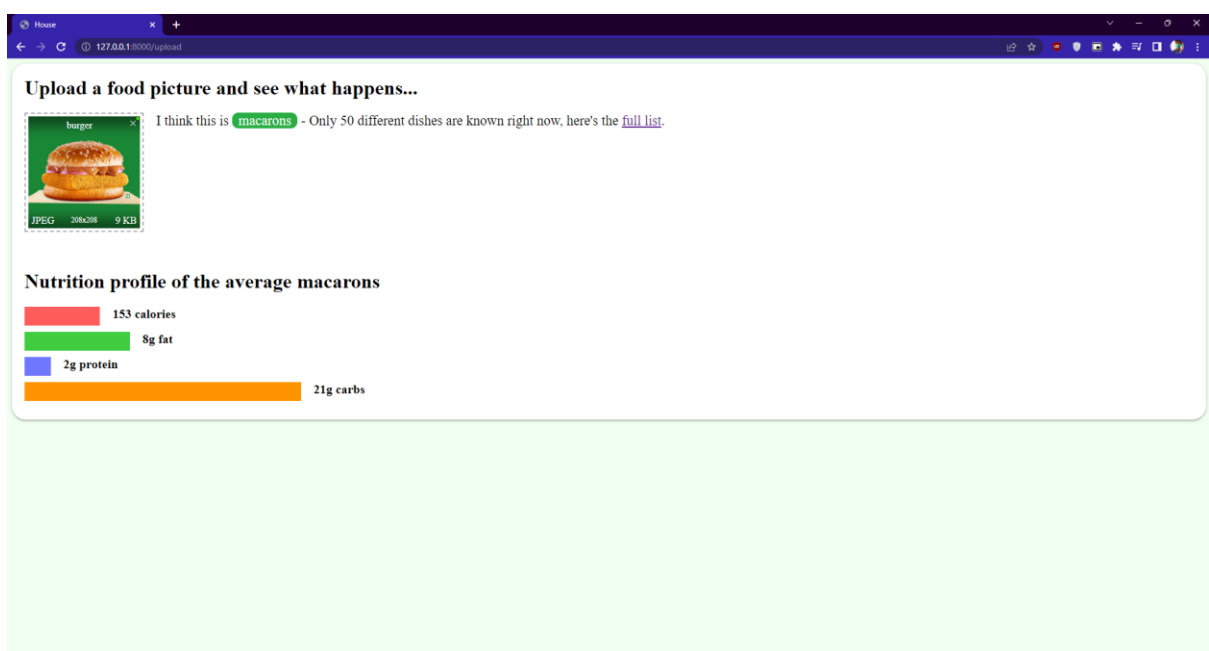 House
127.0.0.1:8000/upload
Upload a food picture and see what happens...
burger
JPEG 208x208 9 KB
I think this is macarons - Only 50 different dishes are known right now, here's the full list.
Nutrition profile of the average macarons
153 calories
8g fat
2g protein
21g carbs